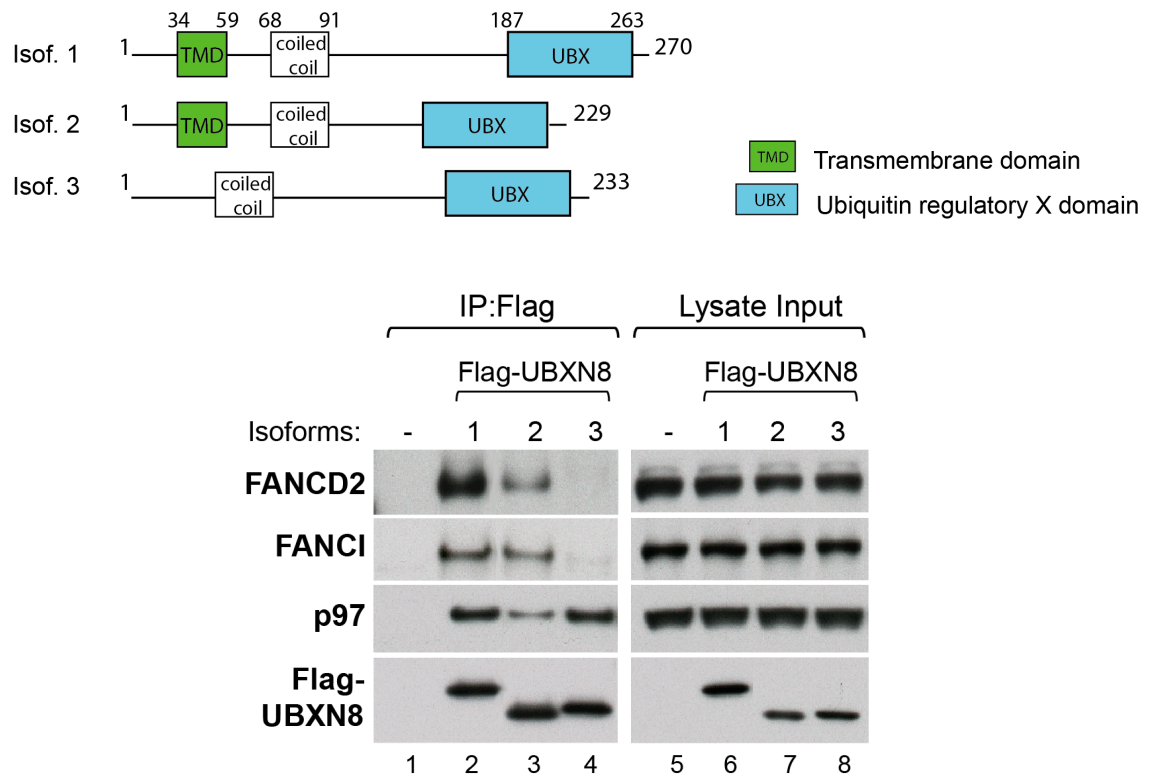 34 59 68 91 187 263
Isof. 1 1 TMD coiled coil UBX 270
Isof. 2 1 TMD coiled coil UBX 229
Isof. 3 1 coiled coil UBX 233
TMD Transmembrane domain
UBX Ubiquitin regulatory X domain
IP:Flag Lysate Input
Flag-UBXN8 Flag-UBXN8
Isoforms: - 1 2 3 - 1 2 3
FANCD2
FANCI
p97
Flag-
UBXN8
1 2 3 4 5 6 7 8